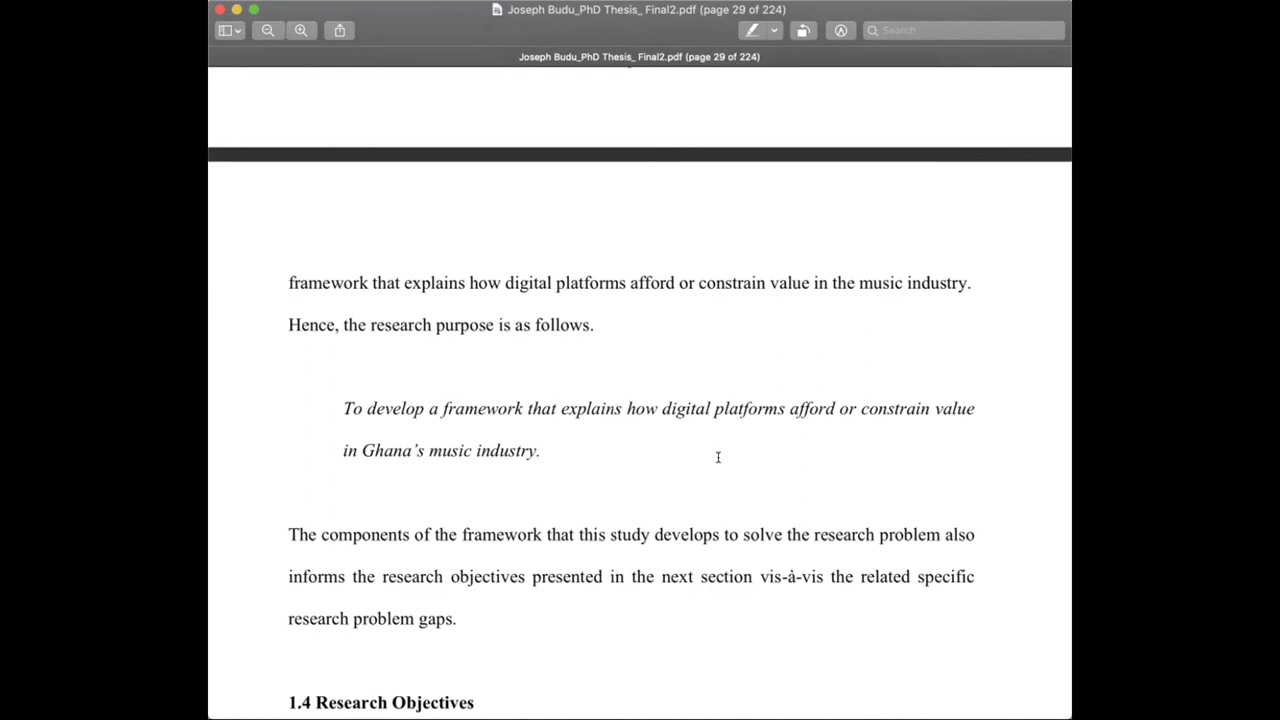 Joseph Budu_PhD Thesis_ Final2.pdf (page 29 of 224)
Search
Joseph Budu_PhD Thesis_ Final2.pdf (page 29 of 224)
framework that explains how digital platforms afford or constrain value in the music industry.
Hence, the research purpose is as follows.
To develop a framework that explains how digital platforms afford or constrain value
in Ghana’s music industry.
The components of the framework that this study develops to solve the research problem also
informs the research objectives presented in the next section vis-à-vis the related specific
research problem gaps.
1.4 Research Objectives